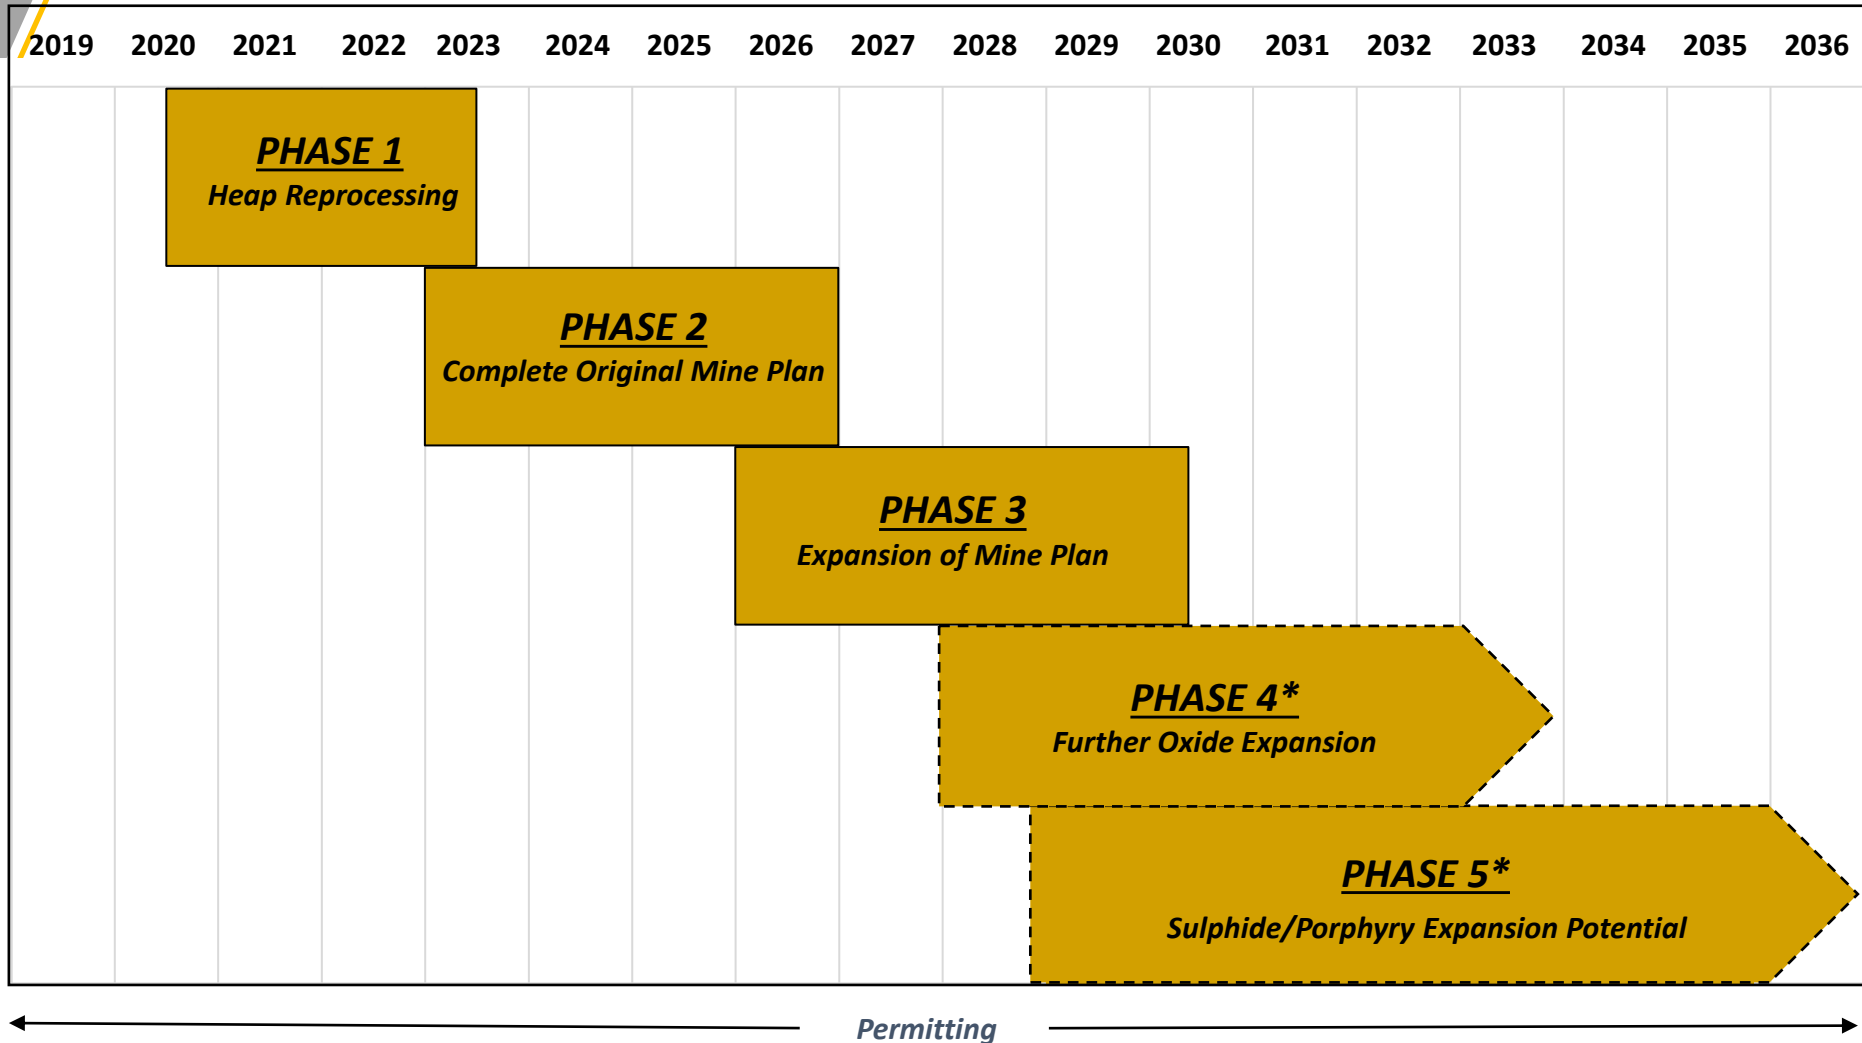 2019 2020 2021 2022 2023 2024 2025 2026 2027 2028 2029 2030 2031 2032 2033 2034 2035 2036
PHASE 1
Heap Reprocessing
PHASE 2
Complete Original Mine Plan
PHASE 3
Expansion of Mine Plan
PHASE 4*
Further Oxide Expansion
PHASE 5*
Sulphide/Porphyry Expansion Potential
Permitting